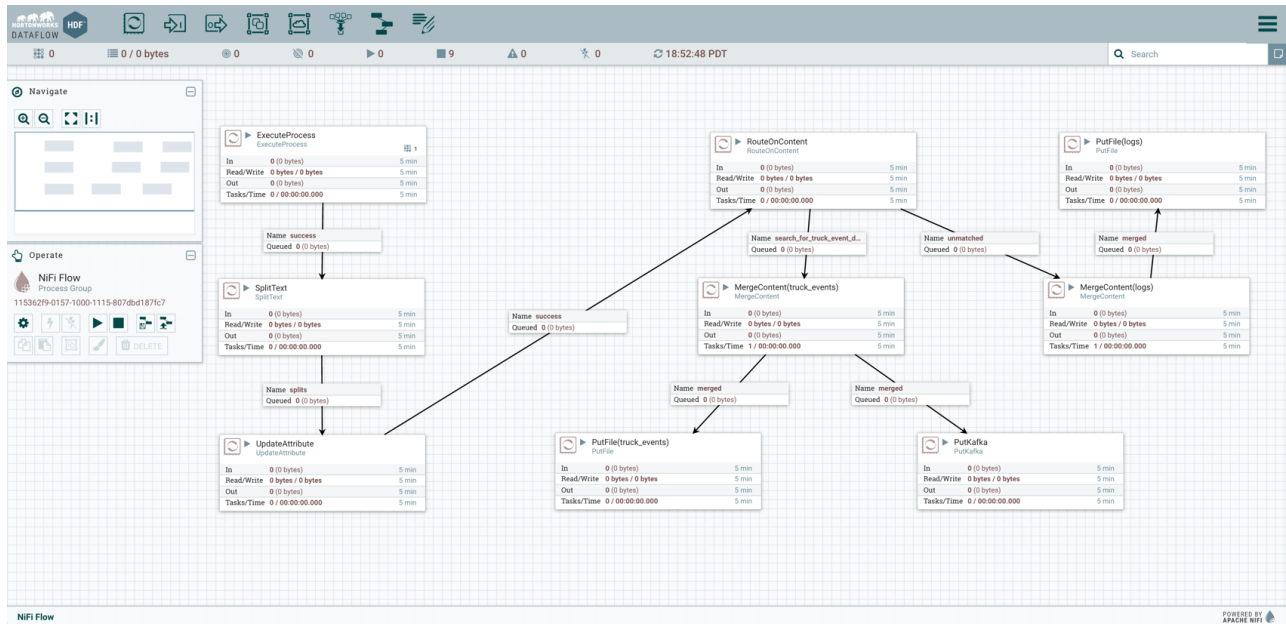 HORTONWORKS
DATAFLOW
HDF
0
0 / 0 bytes
0
0
0
9
0
0
18:52:48 PDT
Search
Navigate
Operate
NiFi Flow
Process Group
115362f9-0157-1000-1115-807dbd187fc7
DELETE
ExecuteProcess
ExecuteProcess
1
In 0 (0 bytes) 5 min
Read/Write 0 bytes / 0 bytes 5 min
Out 0 (0 bytes) 5 min
Tasks/Time 0 / 00:00:00.000 5 min
Name success
Queued 0 (0 bytes)
SplitText
SplitText
In 0 (0 bytes) 5 min
Read/Write 0 bytes / 0 bytes 5 min
Out 0 (0 bytes) 5 min
Tasks/Time 0 / 00:00:00.000 5 min
Name splits
Queued 0 (0 bytes)
UpdateAttribute
UpdateAttribute
In 0 (0 bytes) 5 min
Read/Write 0 bytes / 0 bytes 5 min
Out 0 (0 bytes) 5 min
Tasks/Time 0 / 00:00:00.000 5 min
Name success
Queued 0 (0 bytes)
RouteOnContent
RouteOnContent
In 0 (0 bytes) 5 min
Read/Write 0 bytes / 0 bytes 5 min
Out 0 (0 bytes) 5 min
Tasks/Time 0 / 00:00:00.000 5 min
Name search_for_truck_event_d...
Queued 0 (0 bytes)
Name unmatched
Queued 0 (0 bytes)
MergeContent(truck_events)
MergeContent
In 0 (0 bytes) 5 min
Read/Write 0 bytes / 0 bytes 5 min
Out 0 (0 bytes) 5 min
Tasks/Time 1 / 00:00:00.000 5 min
Name merged
Queued 0 (0 bytes)
Name merged
Queued 0 (0 bytes)
PutFile(truck_events)
PutFile
In 0 (0 bytes) 5 min
Read/Write 0 bytes / 0 bytes 5 min
Out 0 (0 bytes) 5 min
Tasks/Time 0 / 00:00:00.000 5 min
PutKafka
PutKafka
In 0 (0 bytes) 5 min
Read/Write 0 bytes / 0 bytes 5 min
Out 0 (0 bytes) 5 min
Tasks/Time 0 / 00:00:00.000 5 min
PutFile(logs)
PutFile
In 0 (0 bytes) 5 min
Read/Write 0 bytes / 0 bytes 5 min
Out 0 (0 bytes) 5 min
Tasks/Time 0 / 00:00:00.000 5 min
Name merged
Queued 0 (0 bytes)
MergeContent(logs)
MergeContent
In 0 (0 bytes) 5 min
Read/Write 0 bytes / 0 bytes 5 min
Out 0 (0 bytes) 5 min
Tasks/Time 1 / 00:00:00.000 5 min
NiFi Flow
POWERED BY
APACHE NIFI